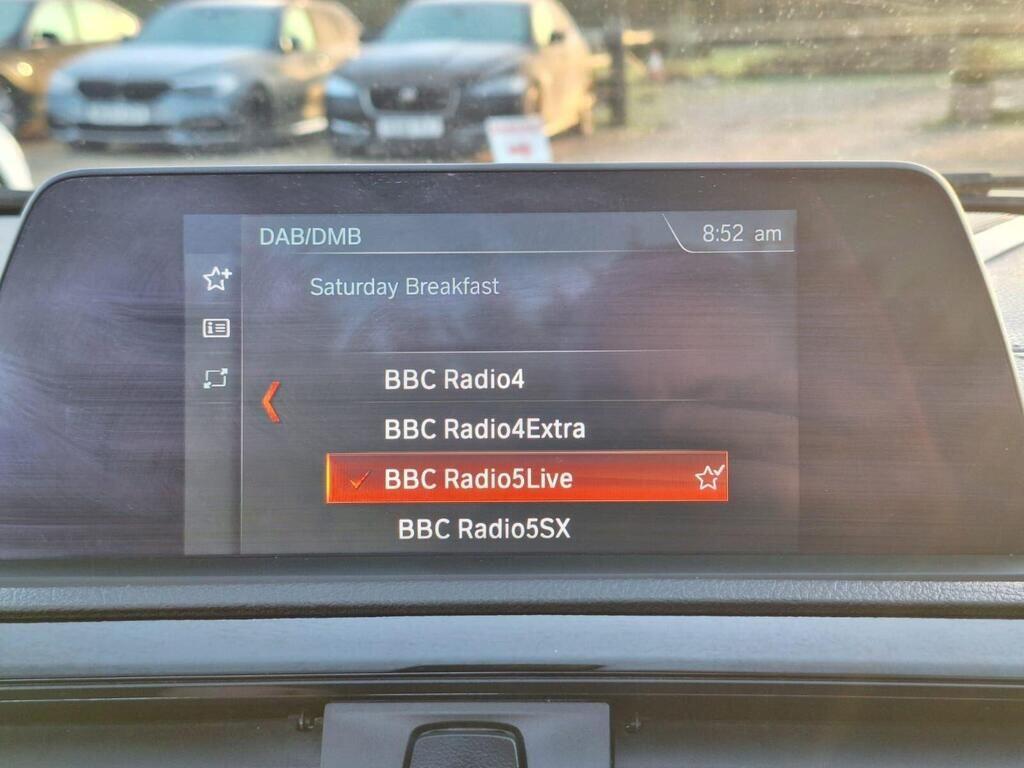 DAB/DMB
8:52 am
Saturday Breakfast
BBC Radio4
BBC Radio4Extra
BBC Radio5Live
BBC Radio5SX